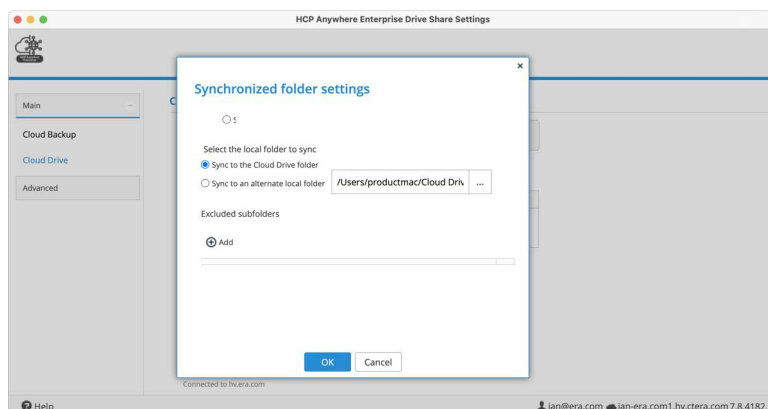 HCP Anywhere Enterprise Drive Share Settings
Synchronized folder settings
Main
Select the local folder to sync
Cloud Backup
Sync to the Cloud Drive folder
Cloud Drive
Sync to an alternate local folder /Users/productmac/Cloud Driv ...
Advanced
Excluded subfolders
Add
OK Cancel
Connected to hv.era.com
Help jan@era.com jan-era.com1.hv.ctera.com 7.8.4182